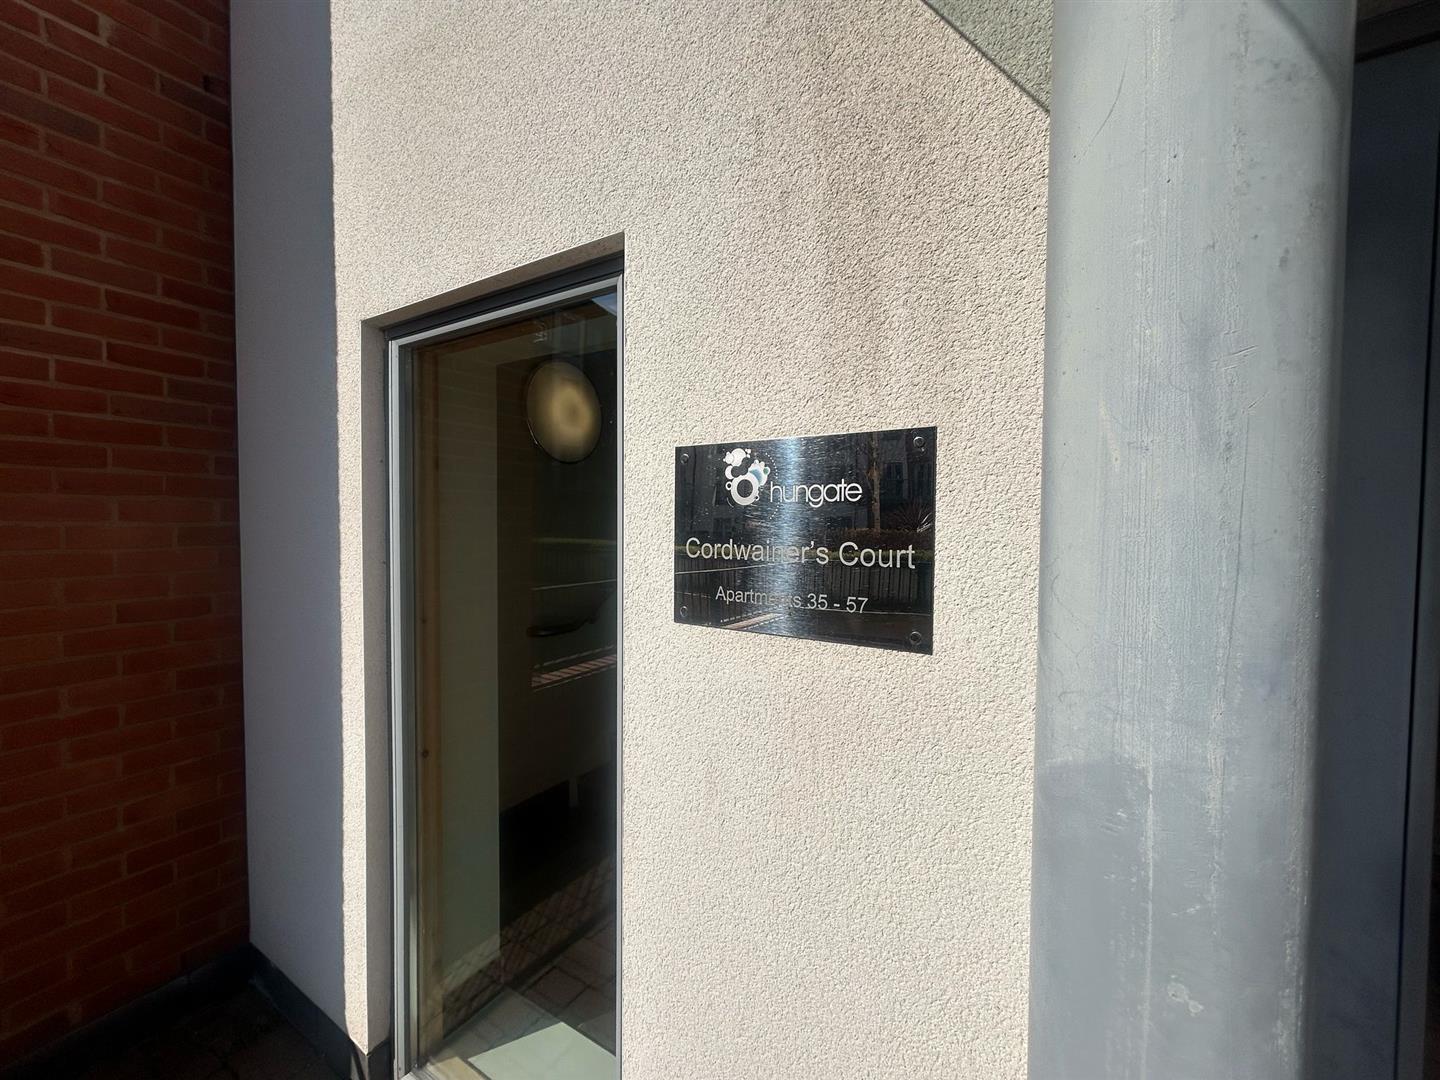 hungate
Cordwainer's Court
Apartments 35 - 57